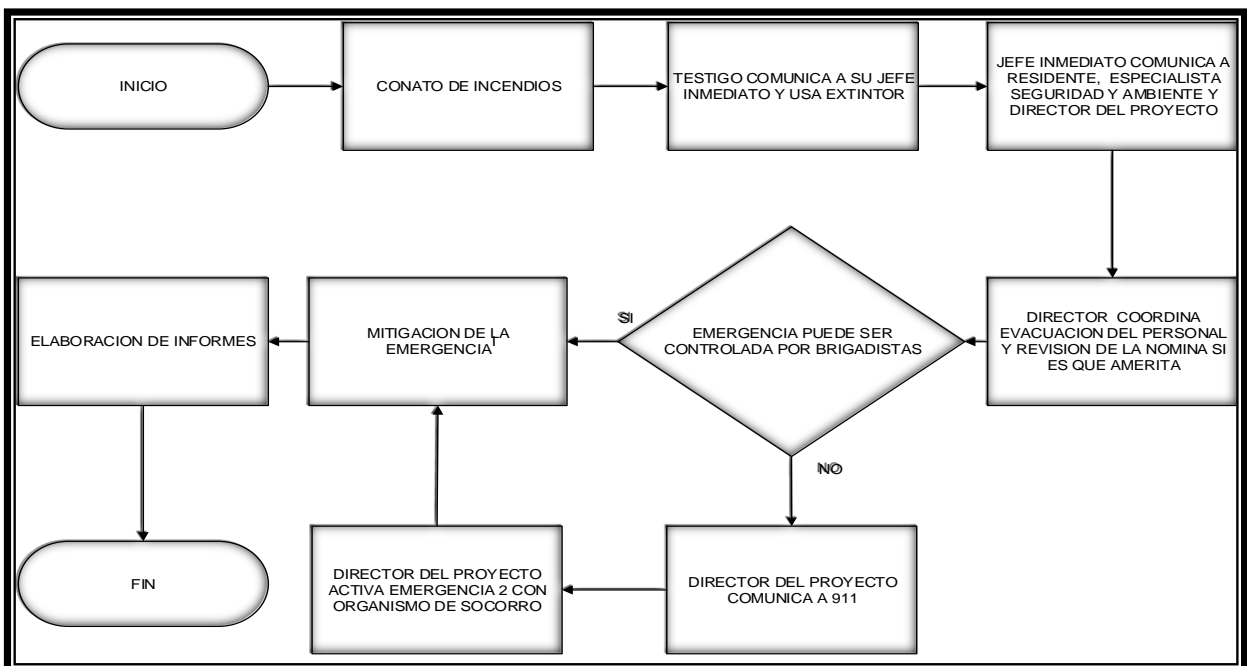 INICIO
CONATO DE INCENDIOS
TESTIGO COMUNICA A SU JEFE
INMEDIATO Y USA EXTINTOR
JEFE INMEDIATO COMUNICA A
RESIDENTE, ESPECIALISTA
SEGURIDAD Y AMBIENTE Y
DIRECTOR DEL PROYECTO
DIRECTOR COORDINA
EVACUACION DEL PERSONAL
Y REVISION DE LA NOMINA SI
ES QUE AMERITA
EMERGENCIA PUEDE SER
CONTROLADA POR BRIGADISTAS
SI
MITIGACION DE LA
EMERGENCIA
ELABORACION DE INFORMES
NO
DIRECTOR DEL PROYECTO
COMUNICA A 911
DIRECTOR DEL PROYECTO
ACTIVA EMERGENCIA 2 CON
ORGANISMO DE SOCORRO
FIN